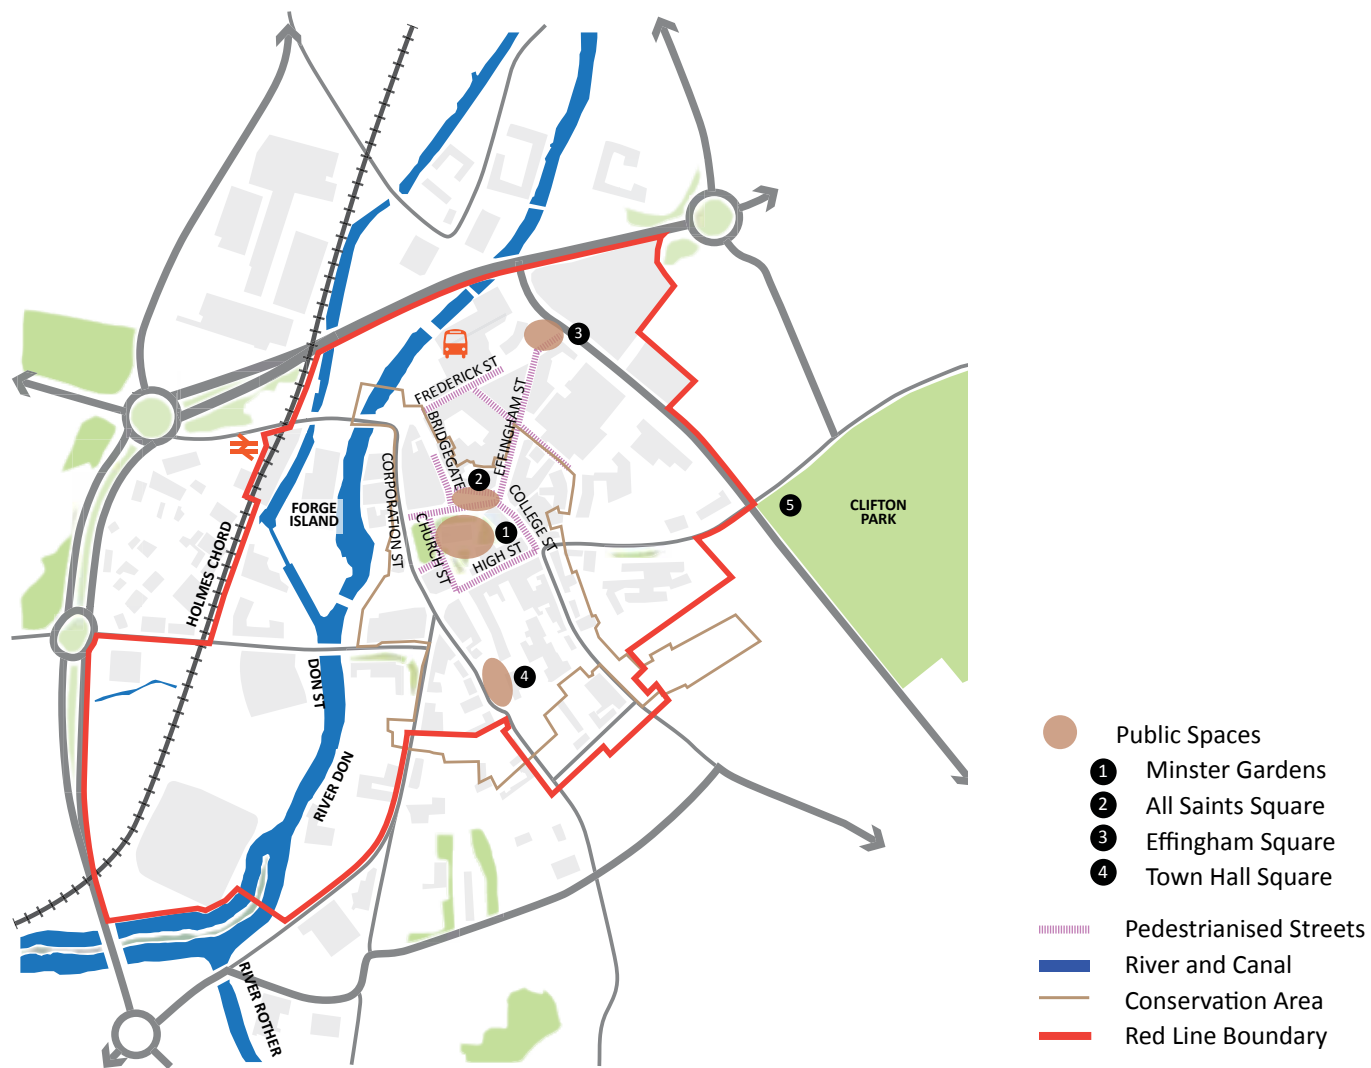 3
FREDERICK ST
BRIDGEGATE
EFFINGHAM ST
2
CORPORATION ST
FORGE
ISLAND
COLLEGE ST
5
CLIFTON
PARK
1
CHURCH ST
HIGH ST
HOLMES CHORD
DON ST
4
RIVER DON
RIVER ROTHER
Public Spaces
1 Minster Gardens
2 All Saints Square
3 Effingham Square
4 Town Hall Square
Pedestrianised Streets
River and Canal
Conservation Area
Red Line Boundary